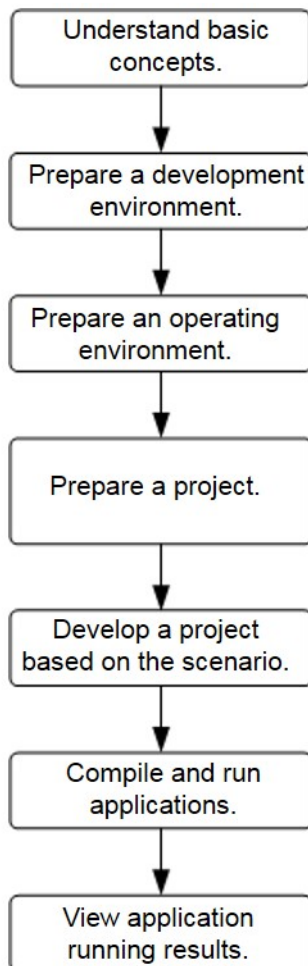 Understand basic
concepts.
Prepare a development
environment.
Prepare an operating
environment.
Prepare a project.
Develop a project
based on the scenario.
Compile and run
applications.
View application
running results.